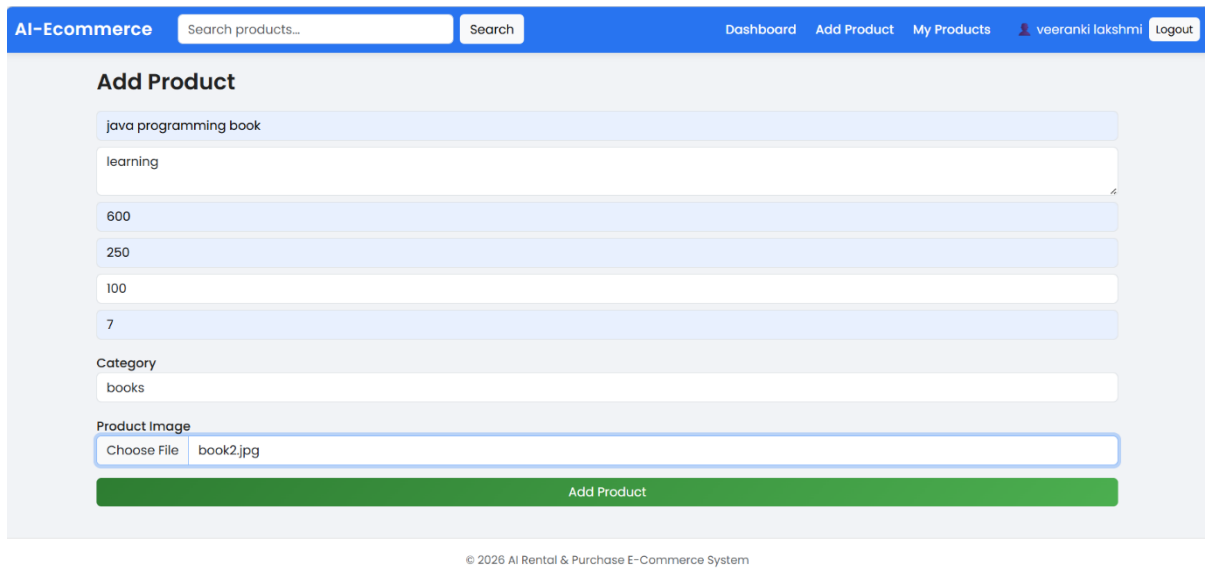 AI-Ecommerce Search products... Search Dashboard Add Product My Products veeranki lakshmi Logout
Add Product
java programming book
learning
600
250
100
7
Category
books
Product Image
Choose File book2.jpg
Add Product
© 2026 AI Rental & Purchase E-Commerce System